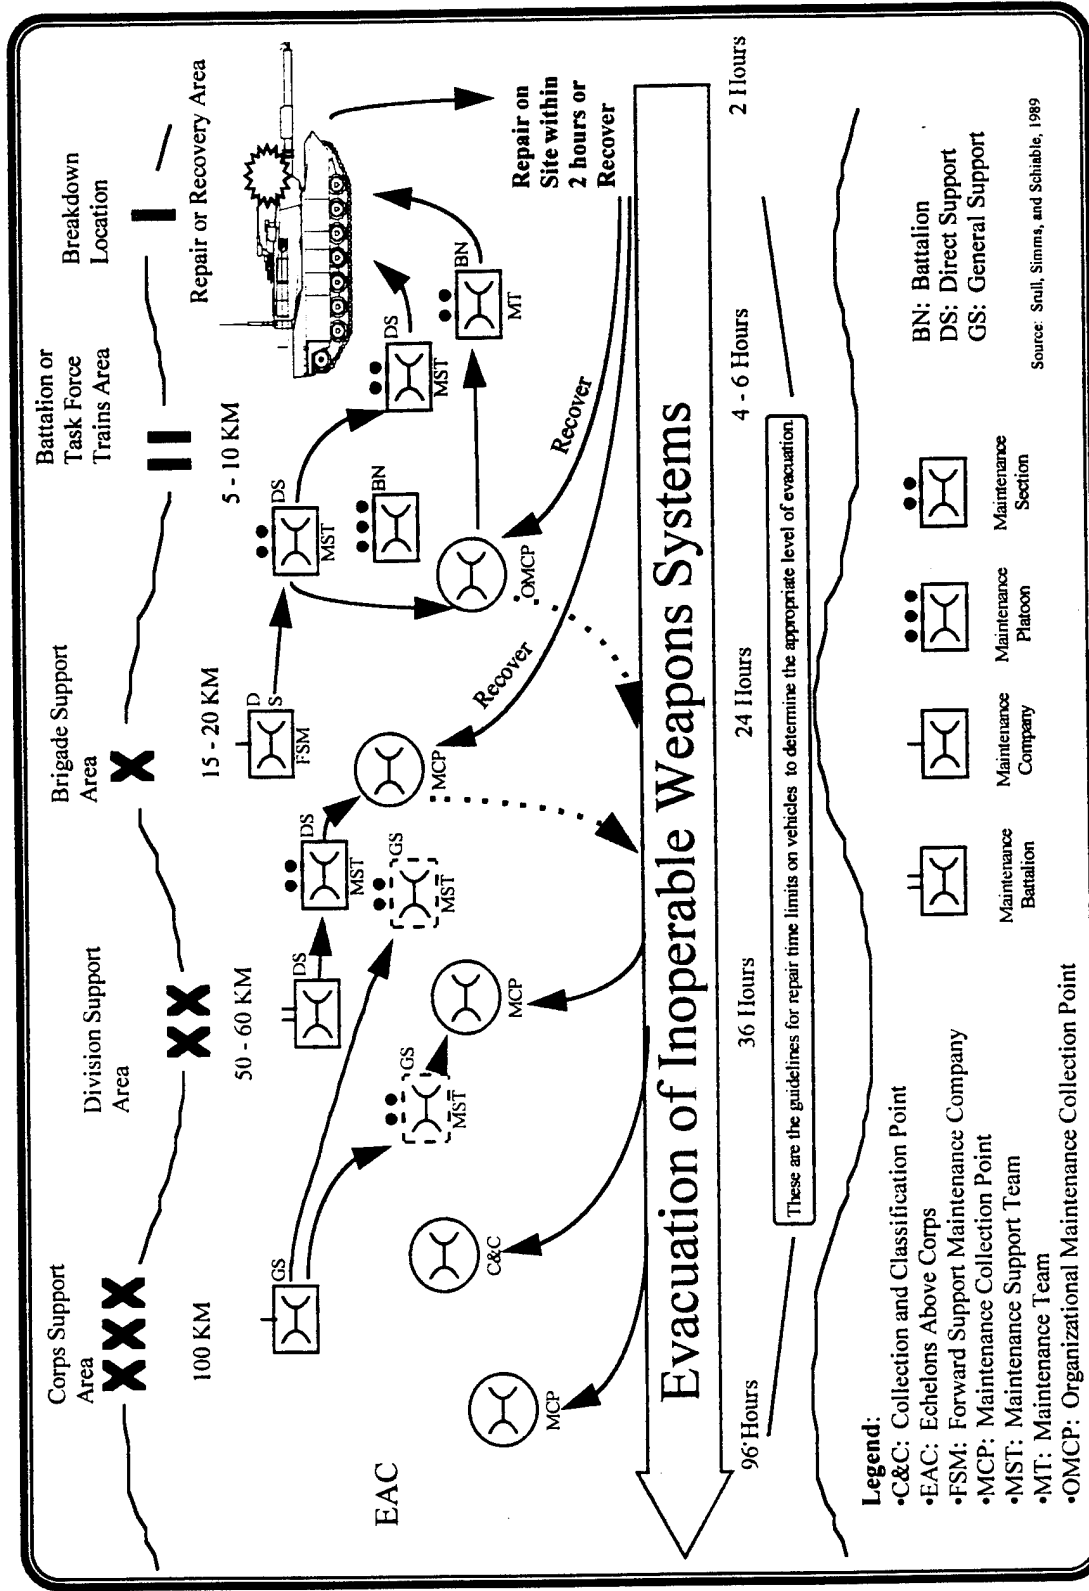 Corps Support
Area
Division Support
Area
Brigade Support
Area
Battalion or
Task Force
Trains Area
Breakdown
Location
XXX
XX
X
100 KM
50 - 60 KM
15 - 20 KM
5 - 10 KM
Repair or Recovery Area
GS
DS
DS
MST
GS
MST
GS
MST
D
S
FSM
DS
MST
BN
DS
MST
BN
MT
MCP
OMCP
MCP
C&C
MCP
EAC
Repair on
Site within
2 hours or
Recover
Recover
Recover
Evacuation of Inoperable Weapons Systems
96 Hours
36 Hours
24 Hours
4 - 6 Hours
2 Hours
These are the guidelines for repair time limits on vehicles to determine the appropriate level of evacuation.
Legend:
•C&C: Collection and Classification Point
•EAC: Echelons Above Corps
•FSM: Forward Support Maintenance Company
•MCP: Maintenance Collection Point
•MST: Maintenance Support Team
•MT: Maintenance Team
•OMCP: Organizational Maintenance Collection Point
Maintenance
Battalion
Maintenance
Company
Maintenance
Platoon
Maintenance
Section
BN: Battalion
DS: Direct Support
GS: General Support
Source: Srull, Simms, and Schiable, 1989